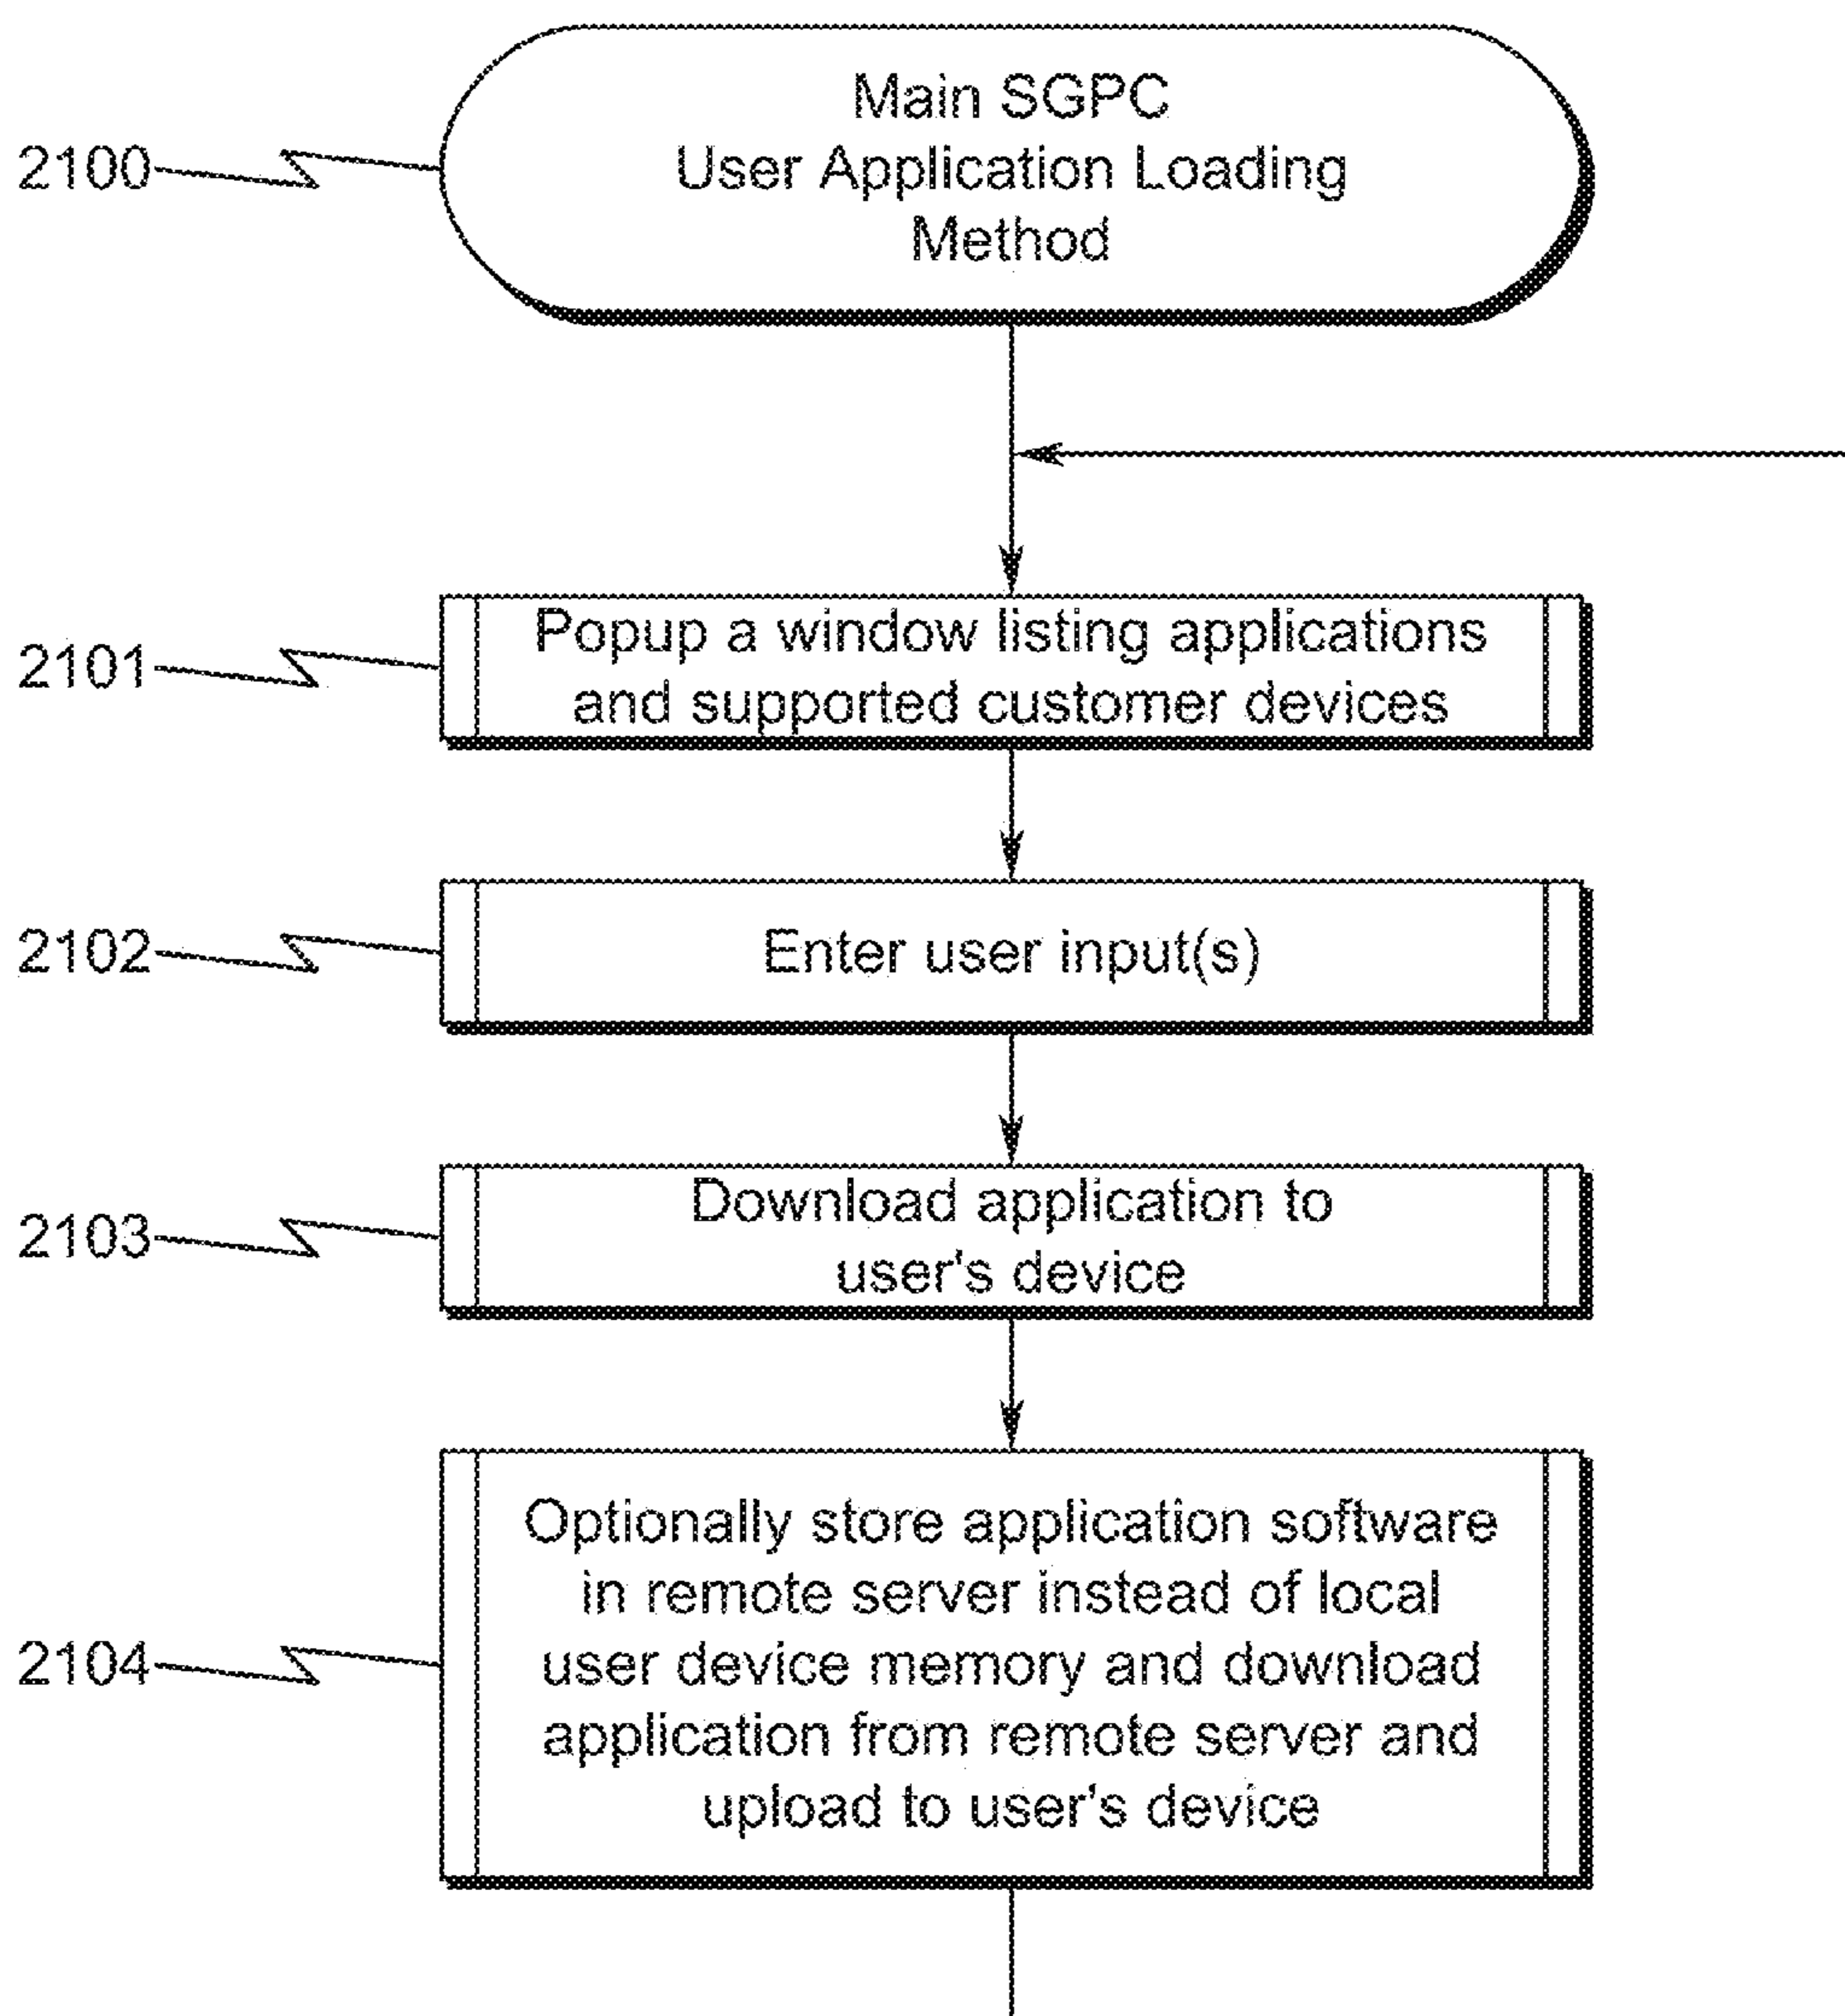 Main SGPC
User Application Loading
Method
2100
Popup a window listing applications
and supported customer devices
2101
Enter user input(s)
2102
Download application to
user's device
2103
Optionally store application software
in remote server instead of local
user device memory and download
application from remote server and
upload to user's device
2104